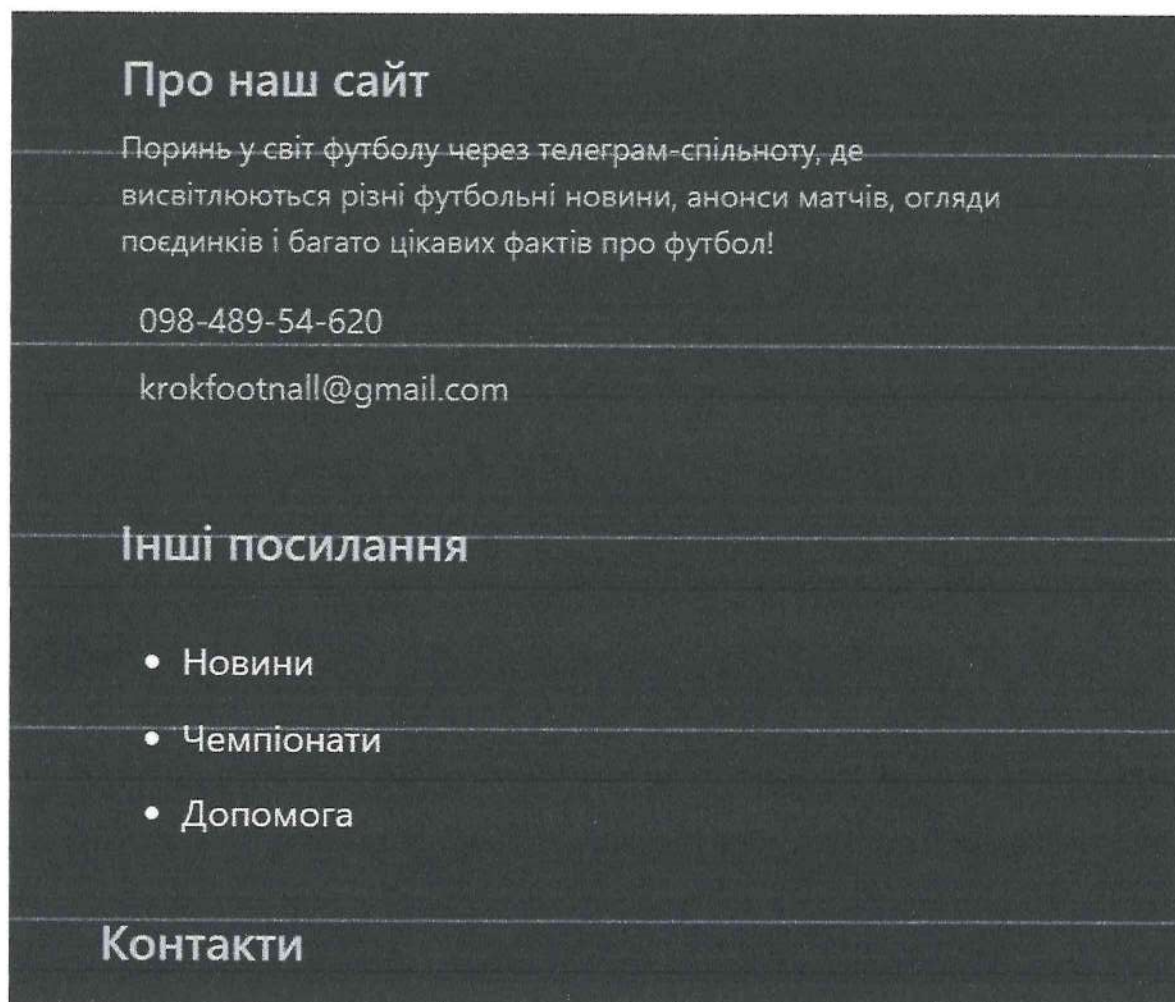 Про наш сайт
Поринь у світ футболу через телеграм-спільноту, де
висвітлюються різні футбольні новини, анонси матчів, огляди
поєдинків і багато цікавих фактів про футбол!
098-489-54-620
krokfootnall@gmail.com
Інші посилання
• Новини
• Чемпіонати
• Допомога
Контакти